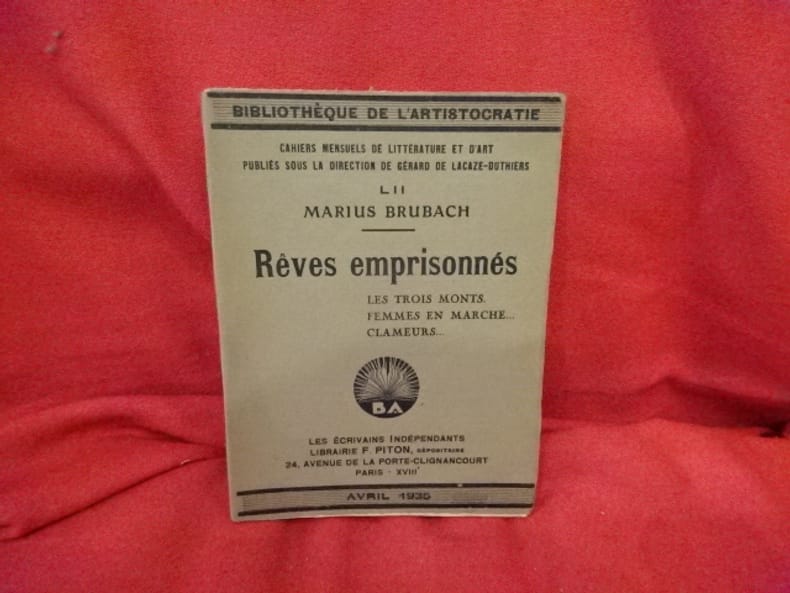 BIBLIOTHÈQUE DE L'ARTISTOCRATIE
CAHIERS MENSUELS DE LITTÉRATURE ET D'ART
PUBLIÉS SOUS LA DIRECTION DE GÉRARD DE LACAZE-DUTHIERS
LII
MARIUS BRUBACH
Rêves emprisonnés
LES TROIS MONTS.
FEMMES EN MARCHE...
CLAMEURS...
BA
LES ÉCRIVAINS INDÉPENDANTS
LIBRAIRIE F. PITON, DÉPOSITAIRE
24, AVENUE DE LA PORTE-CLIGNANCOURT
PARIS - XVIIIᵉ
AVRIL 1935